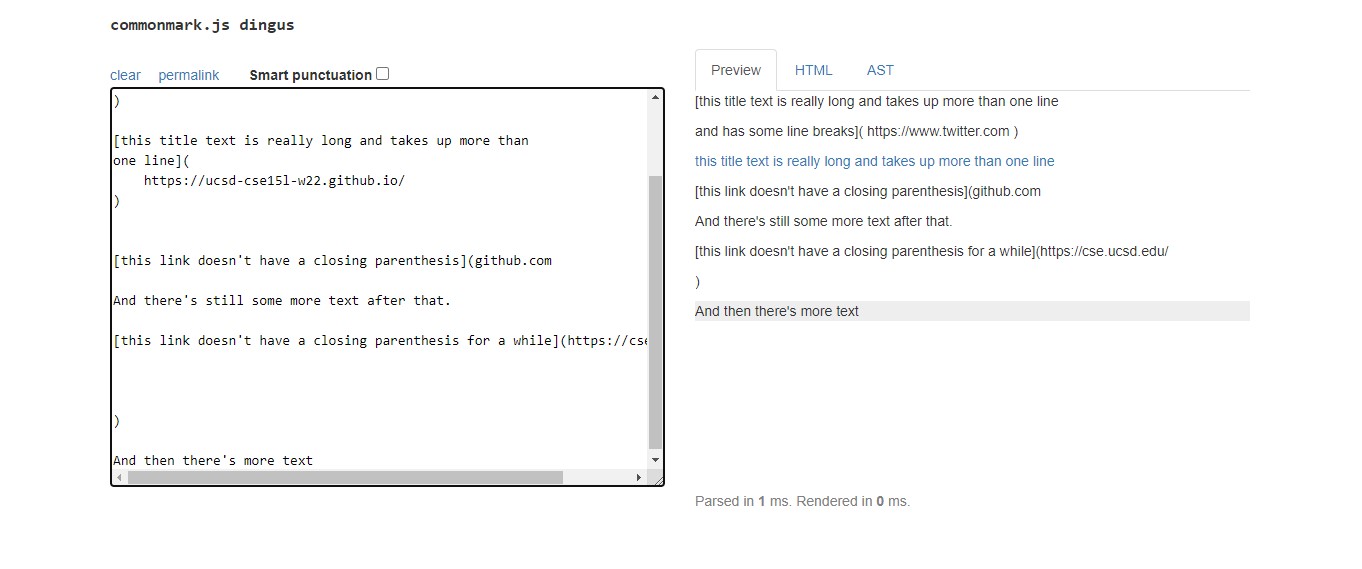 commonmark.js dingus
clear permalink Smart punctuation
)
[this title text is really long and takes up more than
one line](
https://ucsd-cse15l-w22.github.io/
)
[this link doesn't have a closing parenthesis](github.com
And there's still some more text after that.
[this link doesn't have a closing parenthesis for a while](https://cse
)
And then there's more text
Preview HTML AST
[this title text is really long and takes up more than one line
and has some line breaks]( https://www.twitter.com )
this title text is really long and takes up more than one line
[this link doesn't have a closing parenthesis](github.com
And there's still some more text after that.
[this link doesn't have a closing parenthesis for a while](https://cse.ucsd.edu/
)
And then there's more text
Parsed in 1 ms. Rendered in 0 ms.